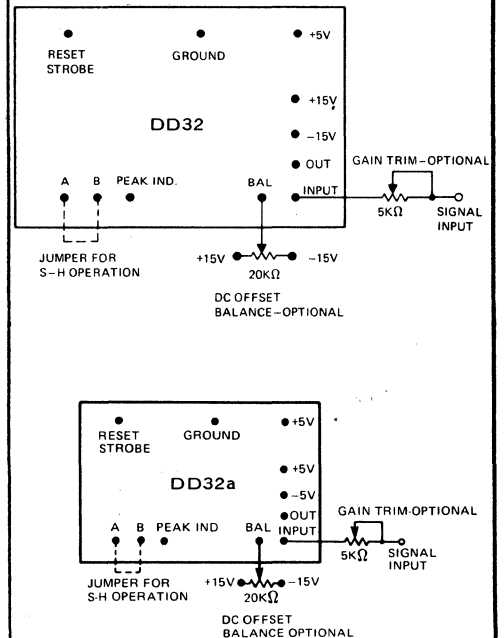 +5V
RESET STROBE
GROUND
+15V
DD32
-15V
OUT
A B PEAK IND. BAL INPUT
GAIN TRIM-OPTIONAL
5KΩ
SIGNAL INPUT
JUMPER FOR
S-H OPERATION
+15V -15V
20KΩ
DC OFFSET
BALANCE-OPTIONAL
+5V
RESET STROBE
GROUND
+5V
DD32a
-5V
OUT
A B PEAK IND BAL INPUT
GAIN TRIM-OPTIONAL
5KΩ
SIGNAL INPUT
JUMPER FOR
S-H OPERATION
+15V -15V
20KΩ
DC OFFSET
BALANCE OPTIONAL